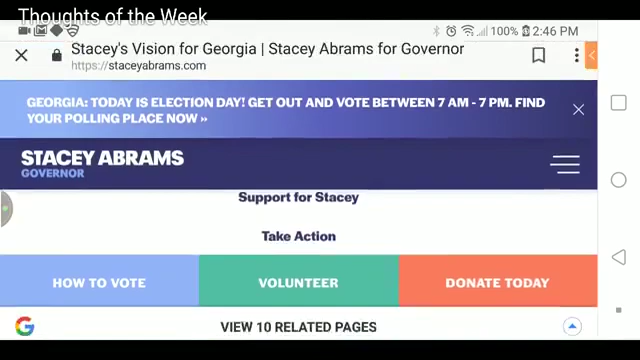 Thoughts of the Week
100% 2:46 PM
Stacey's Vision for Georgia | Stacey Abrams for Governor
https://staceyabrams.com
GEORGIA: TODAY IS ELECTION DAY! GET OUT AND VOTE BETWEEN 7 AM - 7 PM. FIND
YOUR POLLING PLACE NOW »
STACEY ABRAMS
GOVERNOR
Support for Stacey
Take Action
HOW TO VOTE
VOLUNTEER
DONATE TODAY
VIEW 10 RELATED PAGES